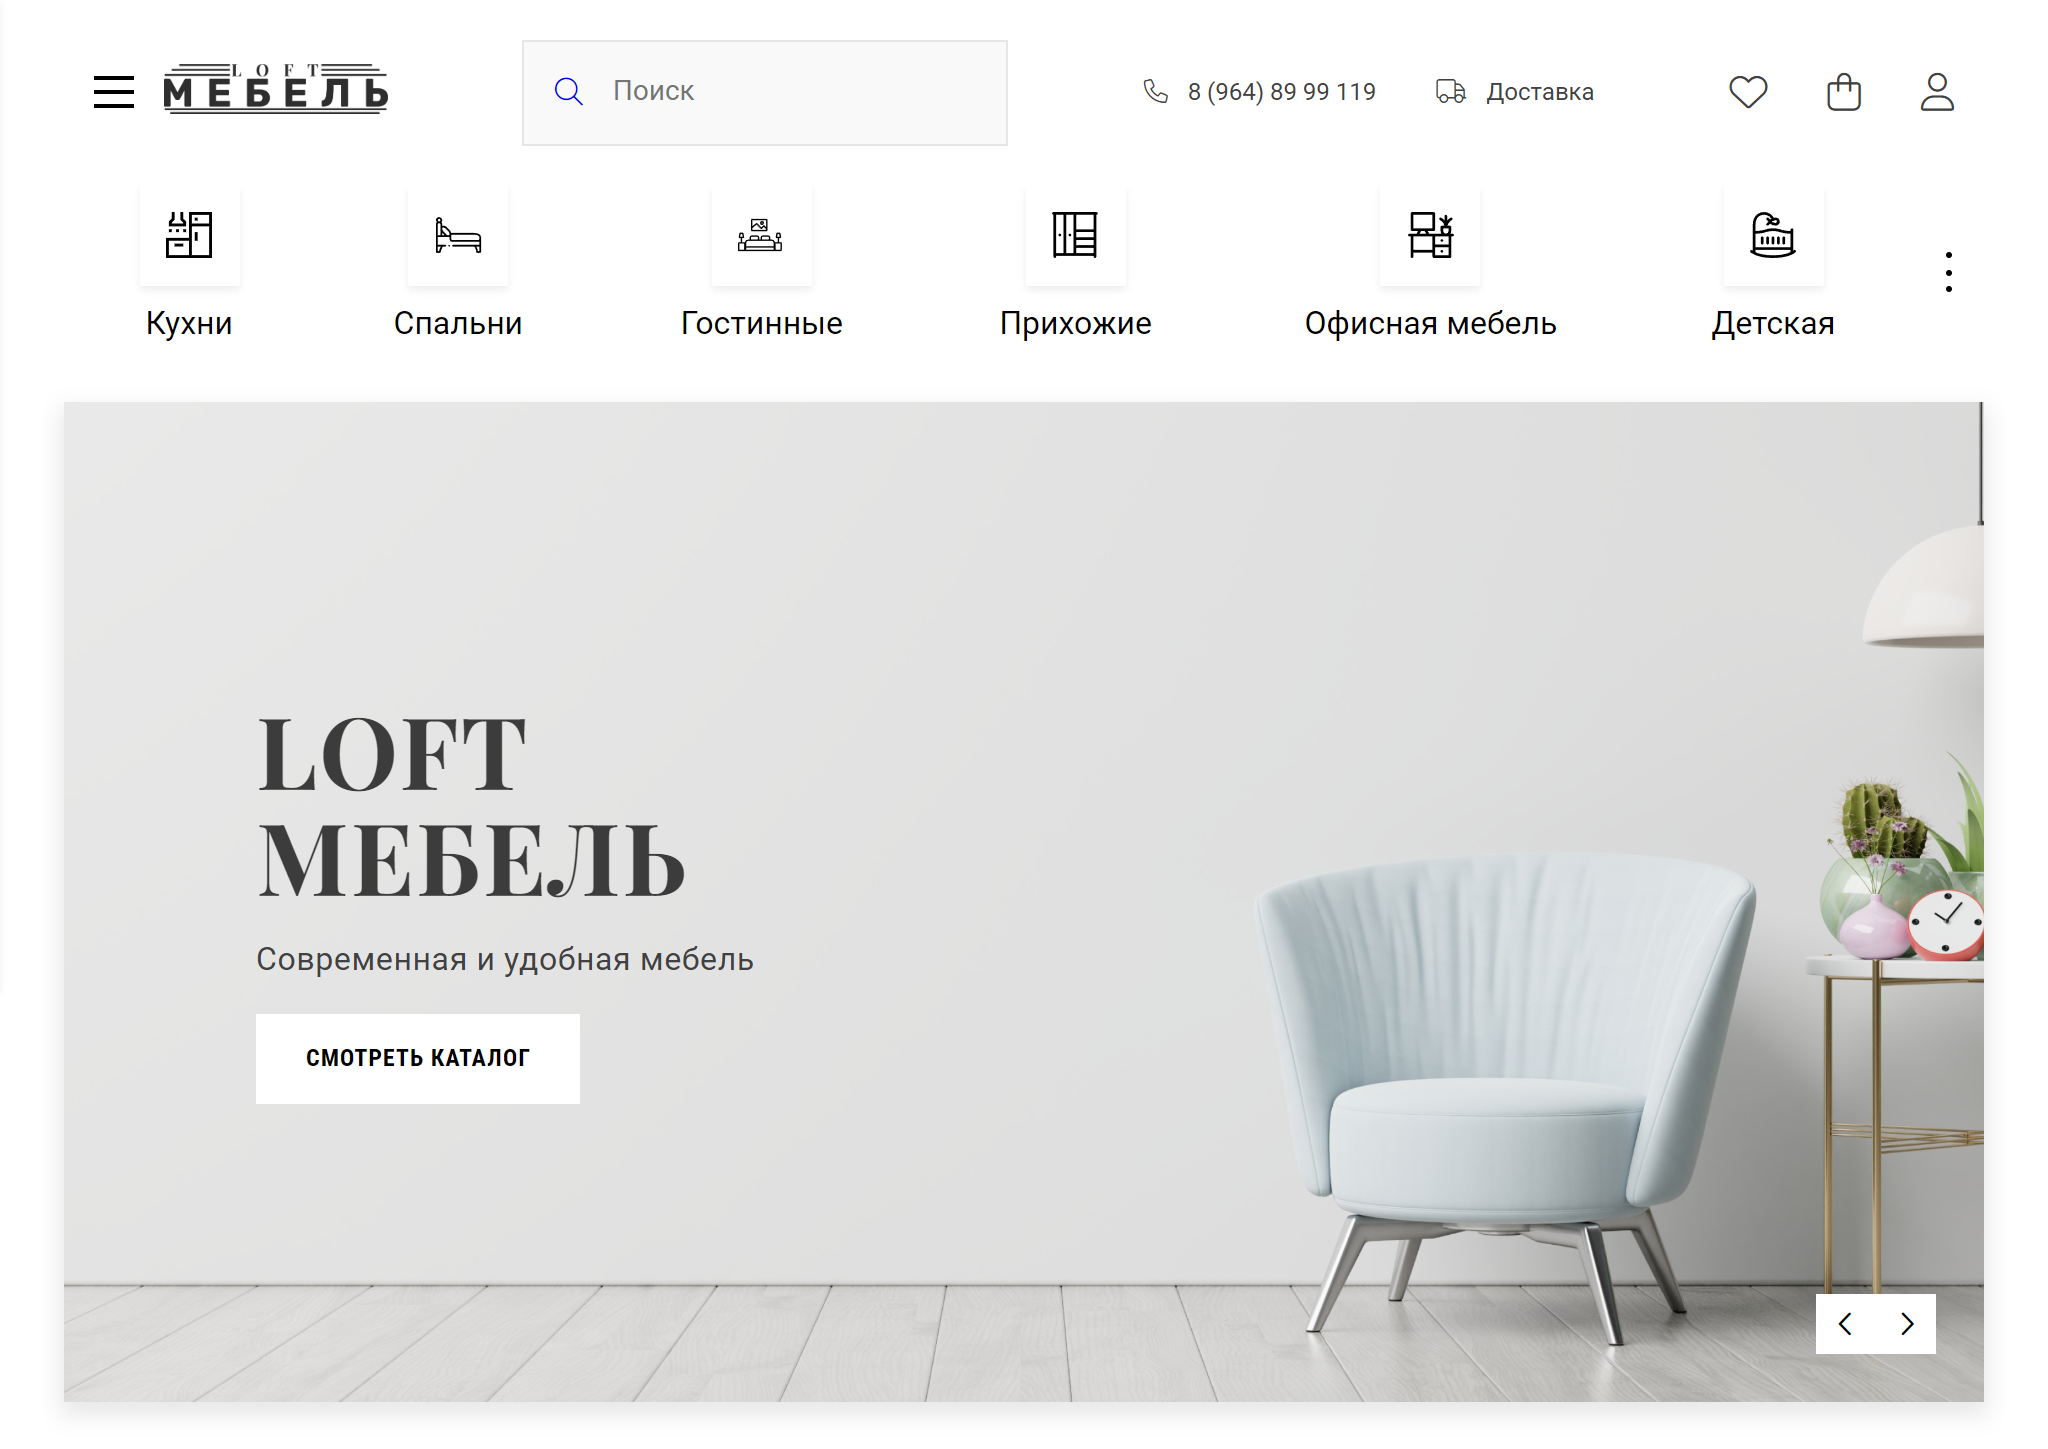 LOFT
МЕБЕЛЬ
Поиск
8 (964) 89 99 119
Доставка
Кухни
Спальни
Гостинные
Прихожие
Офисная мебель
Детская
LOFT
МЕБЕЛЬ
Современная и удобная мебель
СМОТРЕТЬ КАТАЛОГ